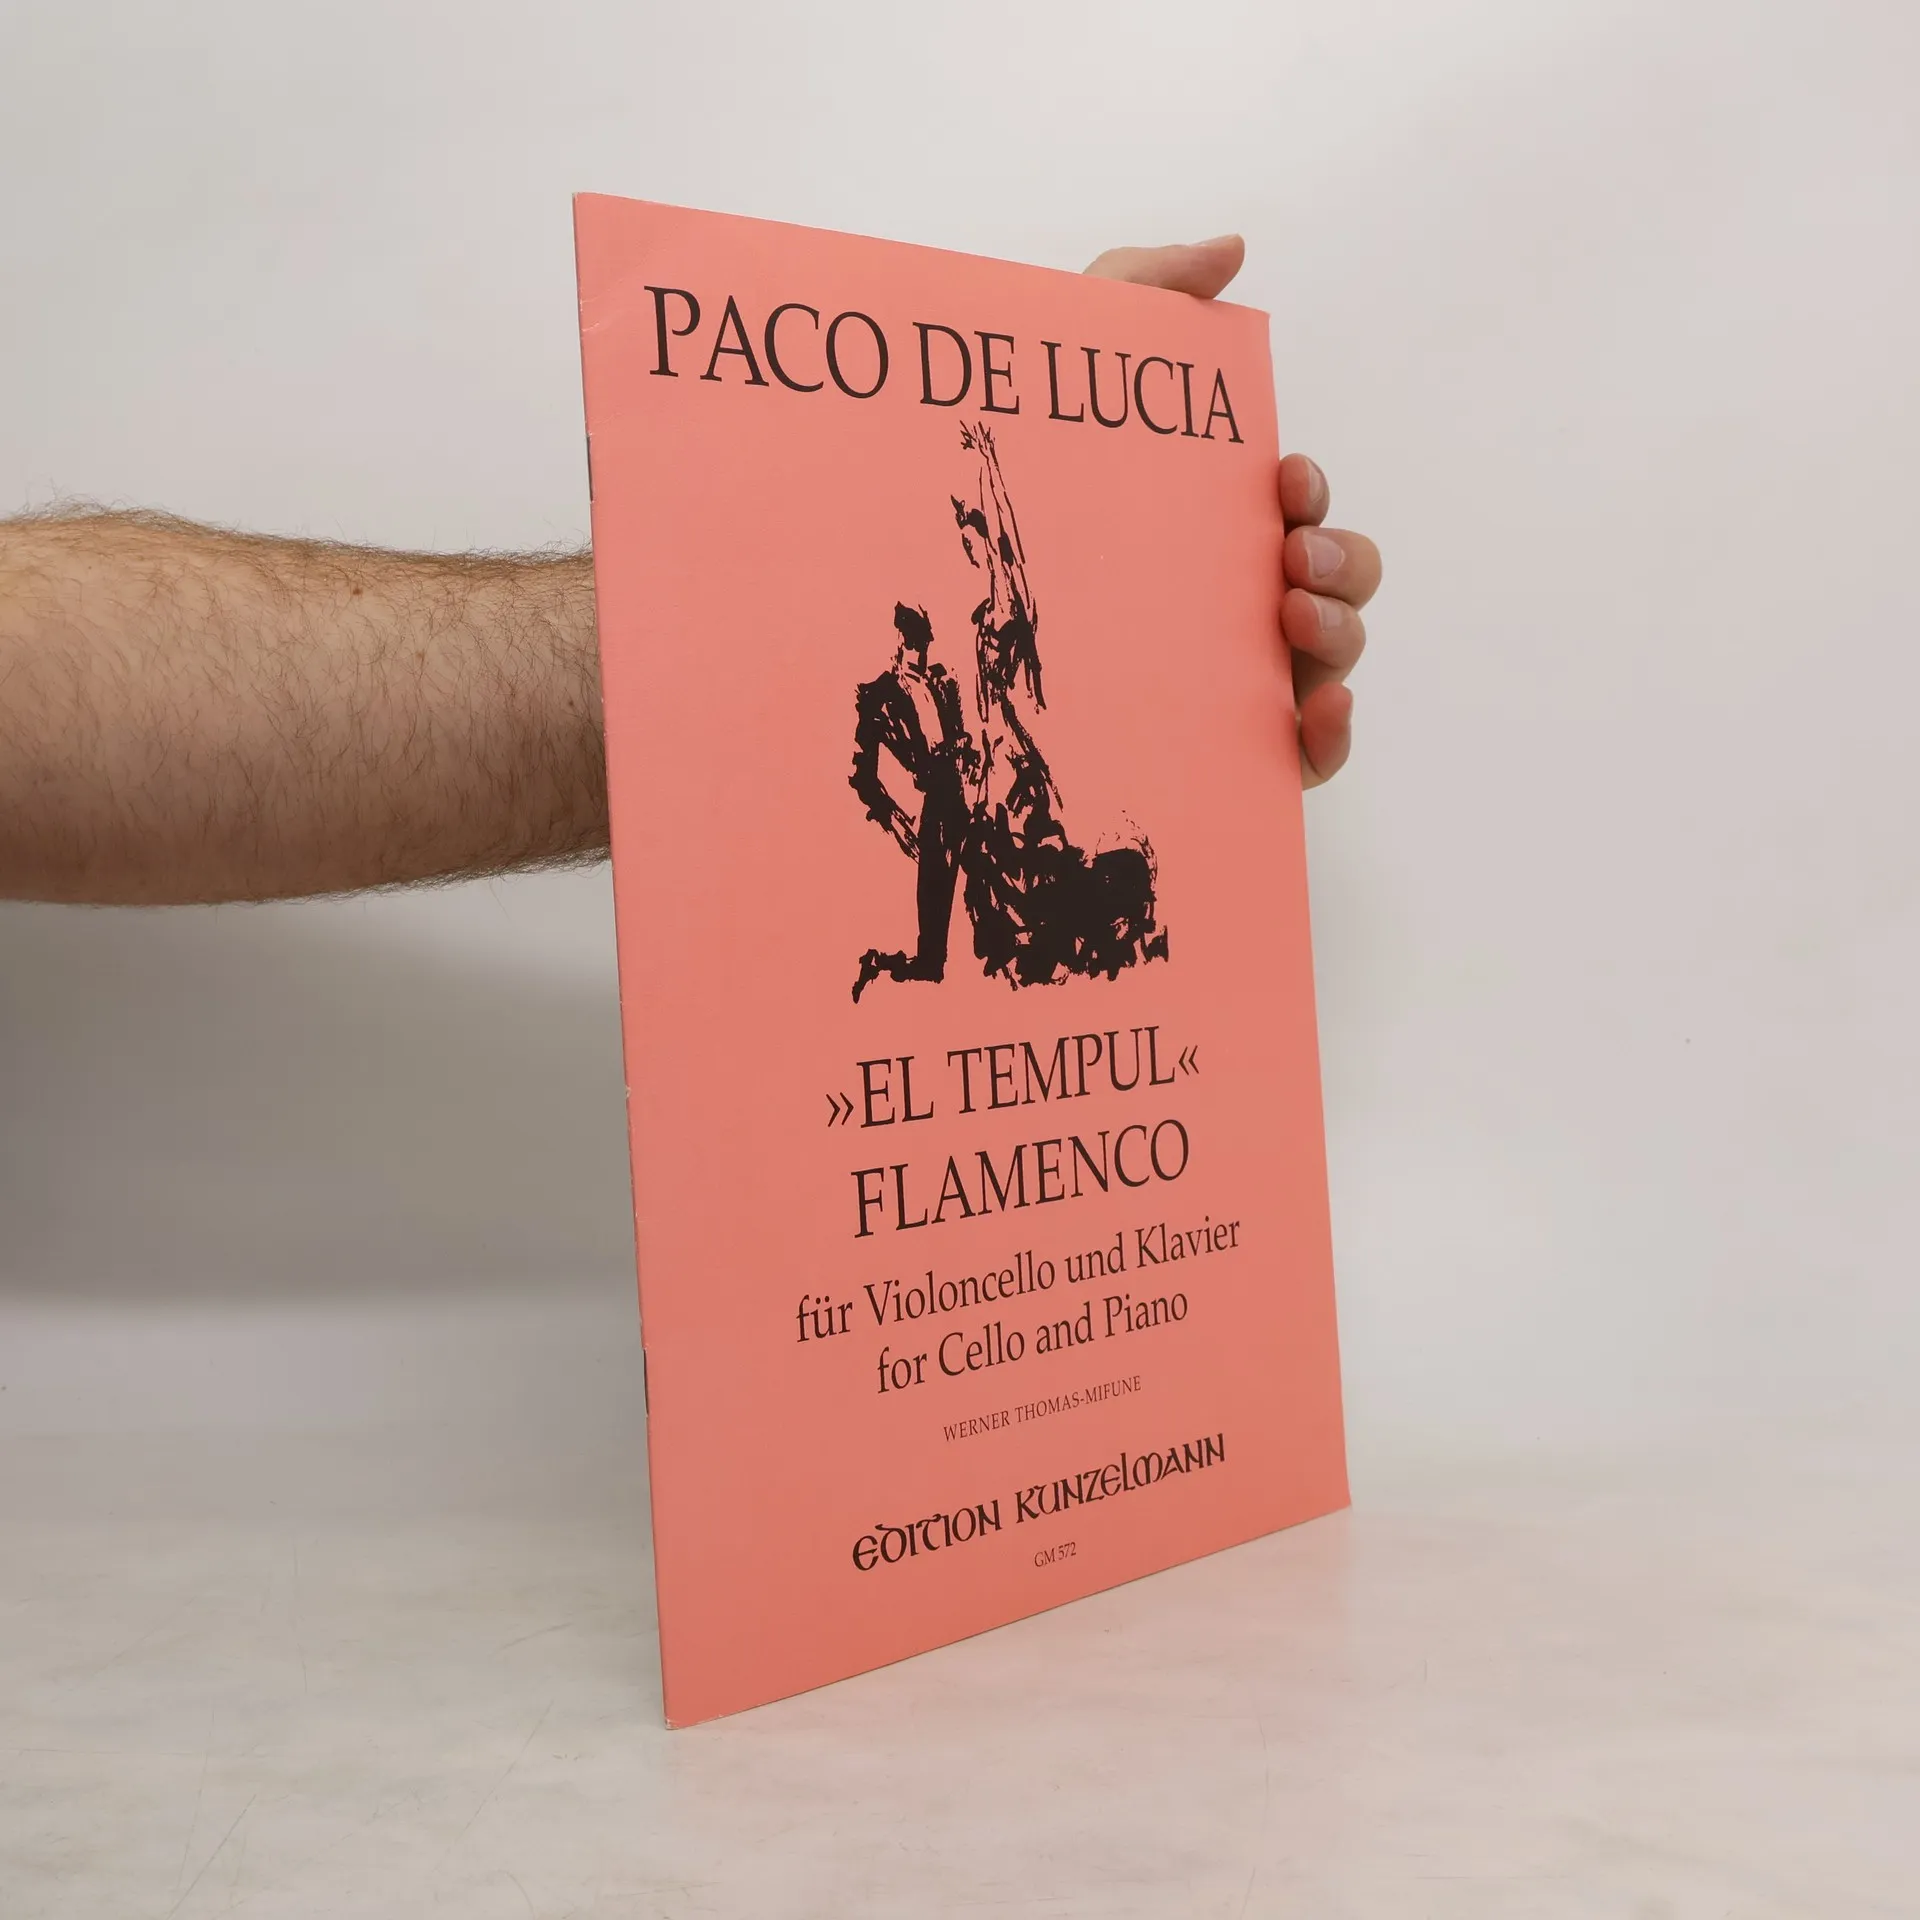 PACO DE LUCIA
»EL TEMPUL«
FLAMENCO
für Violoncello und Klavier
for Cello and Piano
WERNER THOMAS-MIFUNE
EDITION KUNZELMANN
GM 572